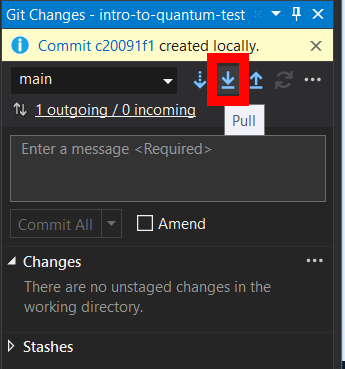 Git Changes - intro-to-quantum-test
Commit c20091f1 created locally.
main
1 outgoing / 0 incoming
Pull
Enter a message <Required>
Commit All
Amend
Changes
There are no unstaged changes in the
working directory.
Stashes